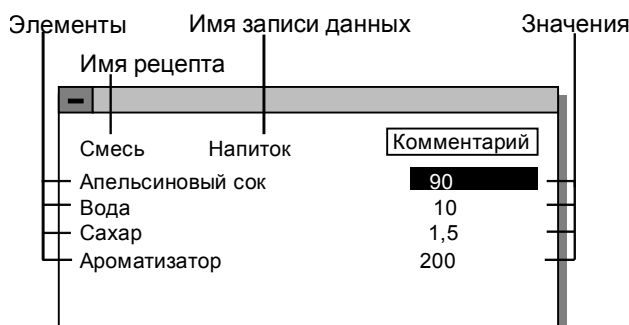 Элементы Имя записи данных Значения
Имя рецепта
Смесь Напиток Комментарий
Апельсиновый сок 90
Вода 10
Сахар 1,5
Ароматизатор 200